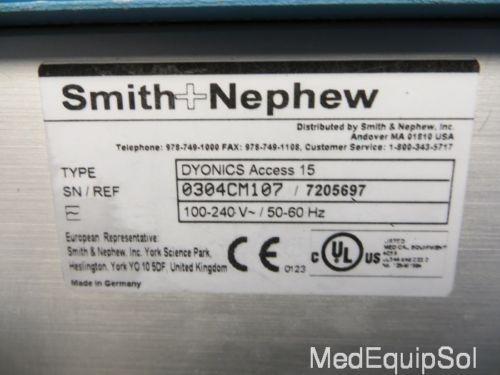 Smith+Nephew
Distributed by Smith & Nephew, Inc.
Andover MA 01810 USA
Telephone: 978-749-1000 FAX: 978-749-1108, Customer Service: 1-800-343-5717
TYPE DYONICS Access 15
SN / REF 0304CM107 / 7205697
100-240 V~ / 50-60 Hz
European Representative:
Smith & Nephew, Inc. York Science Park,
Heslington, York YO 10 5DF, United Kingdom
Made in Germany
CE 0123
C UL US
LISTED
MEDICAL EQUIPMENT
MedEquipSol